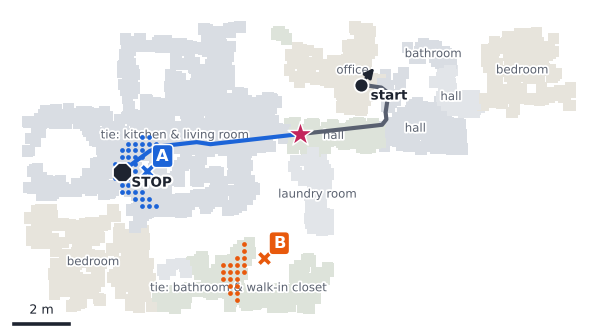 bathroom
office
bedroom
start
hall
hall
hall
tie: kitchen & living room
A
STOP
laundry room
B
bedroom
tie: bathroom & walk-in closet
2 m